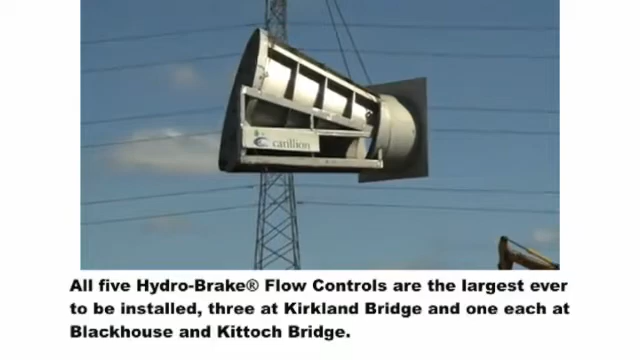 carillion
All five Hydro-Brake® Flow Controls are the largest ever
to be installed, three at Kirkland Bridge and one each at
Blackhouse and Kittoch Bridge.